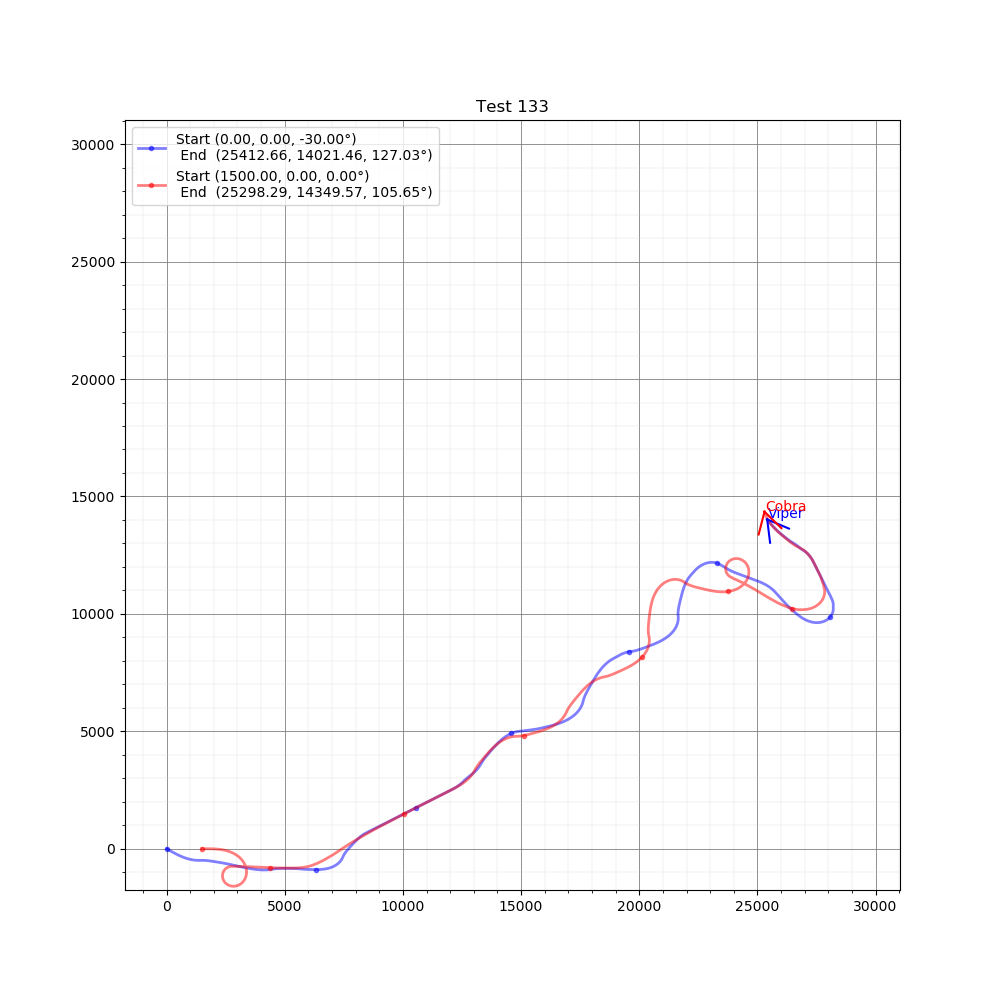 Test 133
Start (0.00, 0.00, -30.00°)
End (25412.66, 14021.46, 127.03°)
Start (1500.00, 0.00, 0.00°)
End (25298.29, 14349.57, 105.65°)
30000
25000
20000
15000
10000
5000
0
Cobra
Viper
0
5000
10000
15000
20000
25000
30000